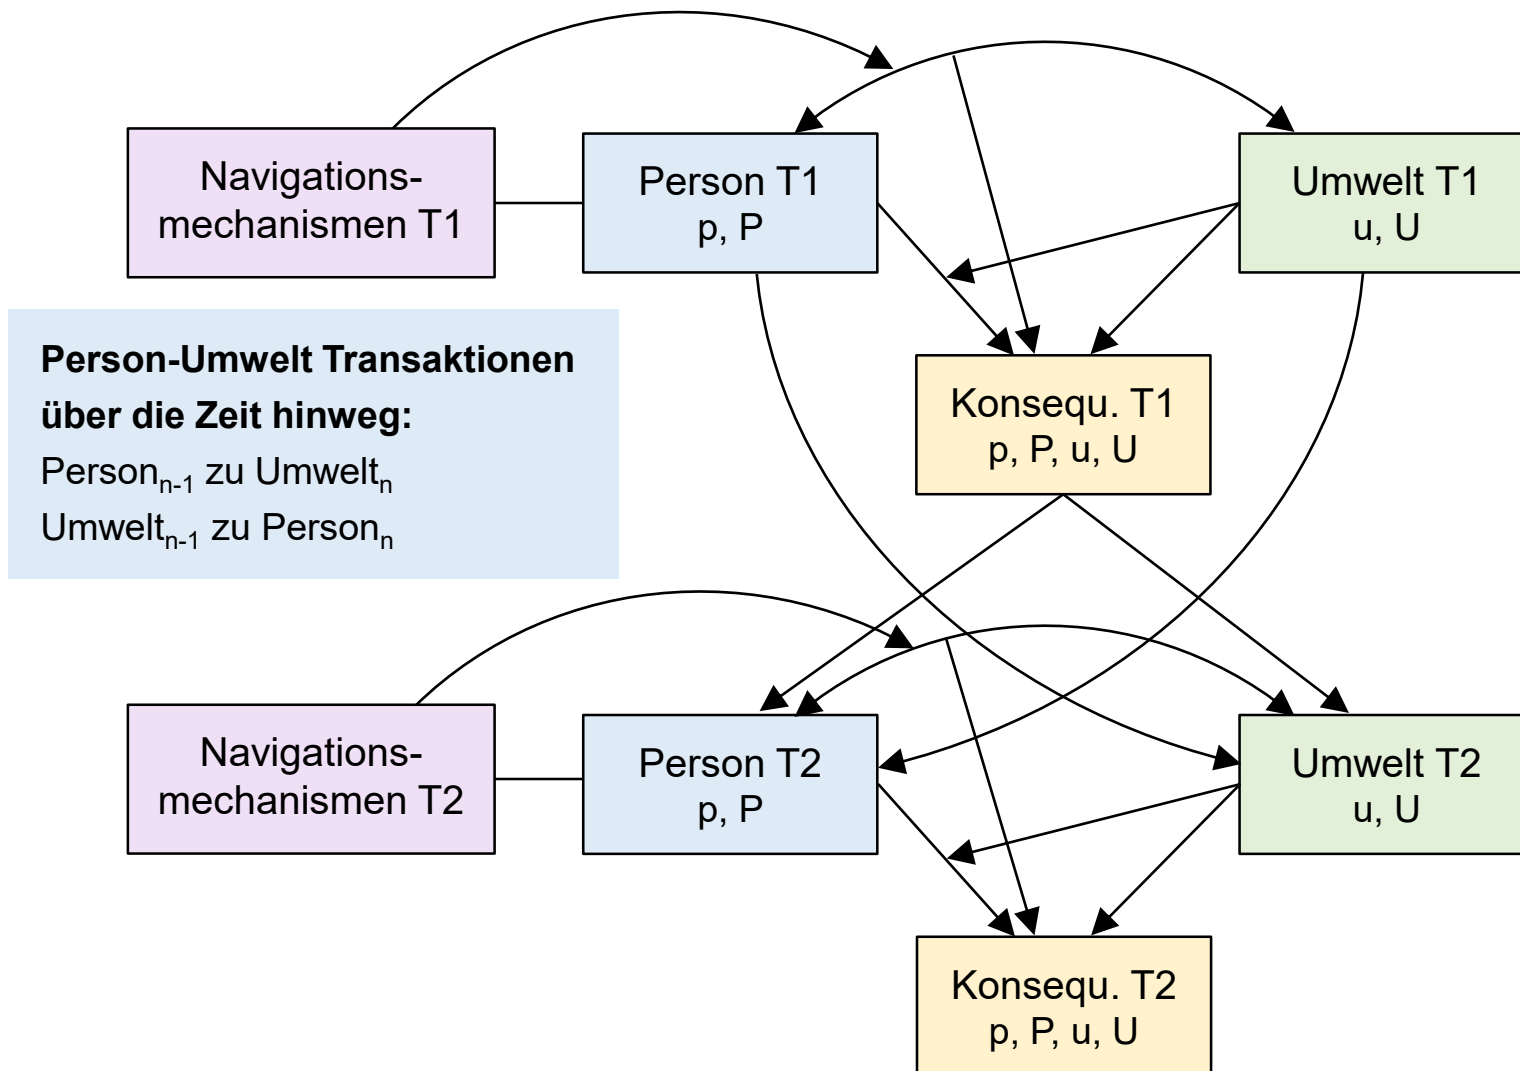 Navigations-
mechanismen T1
Person T1
p, P
Umwelt T1
u, U
Person-Umwelt Transaktionen
über die Zeit hinweg:
Personn-1 zu Umweltn
Umweltn-1 zu Personn
Konsequ. T1
p, P, u, U
Navigations-
mechanismen T2
Person T2
p, P
Umwelt T2
u, U
Konsequ. T2
p, P, u, U